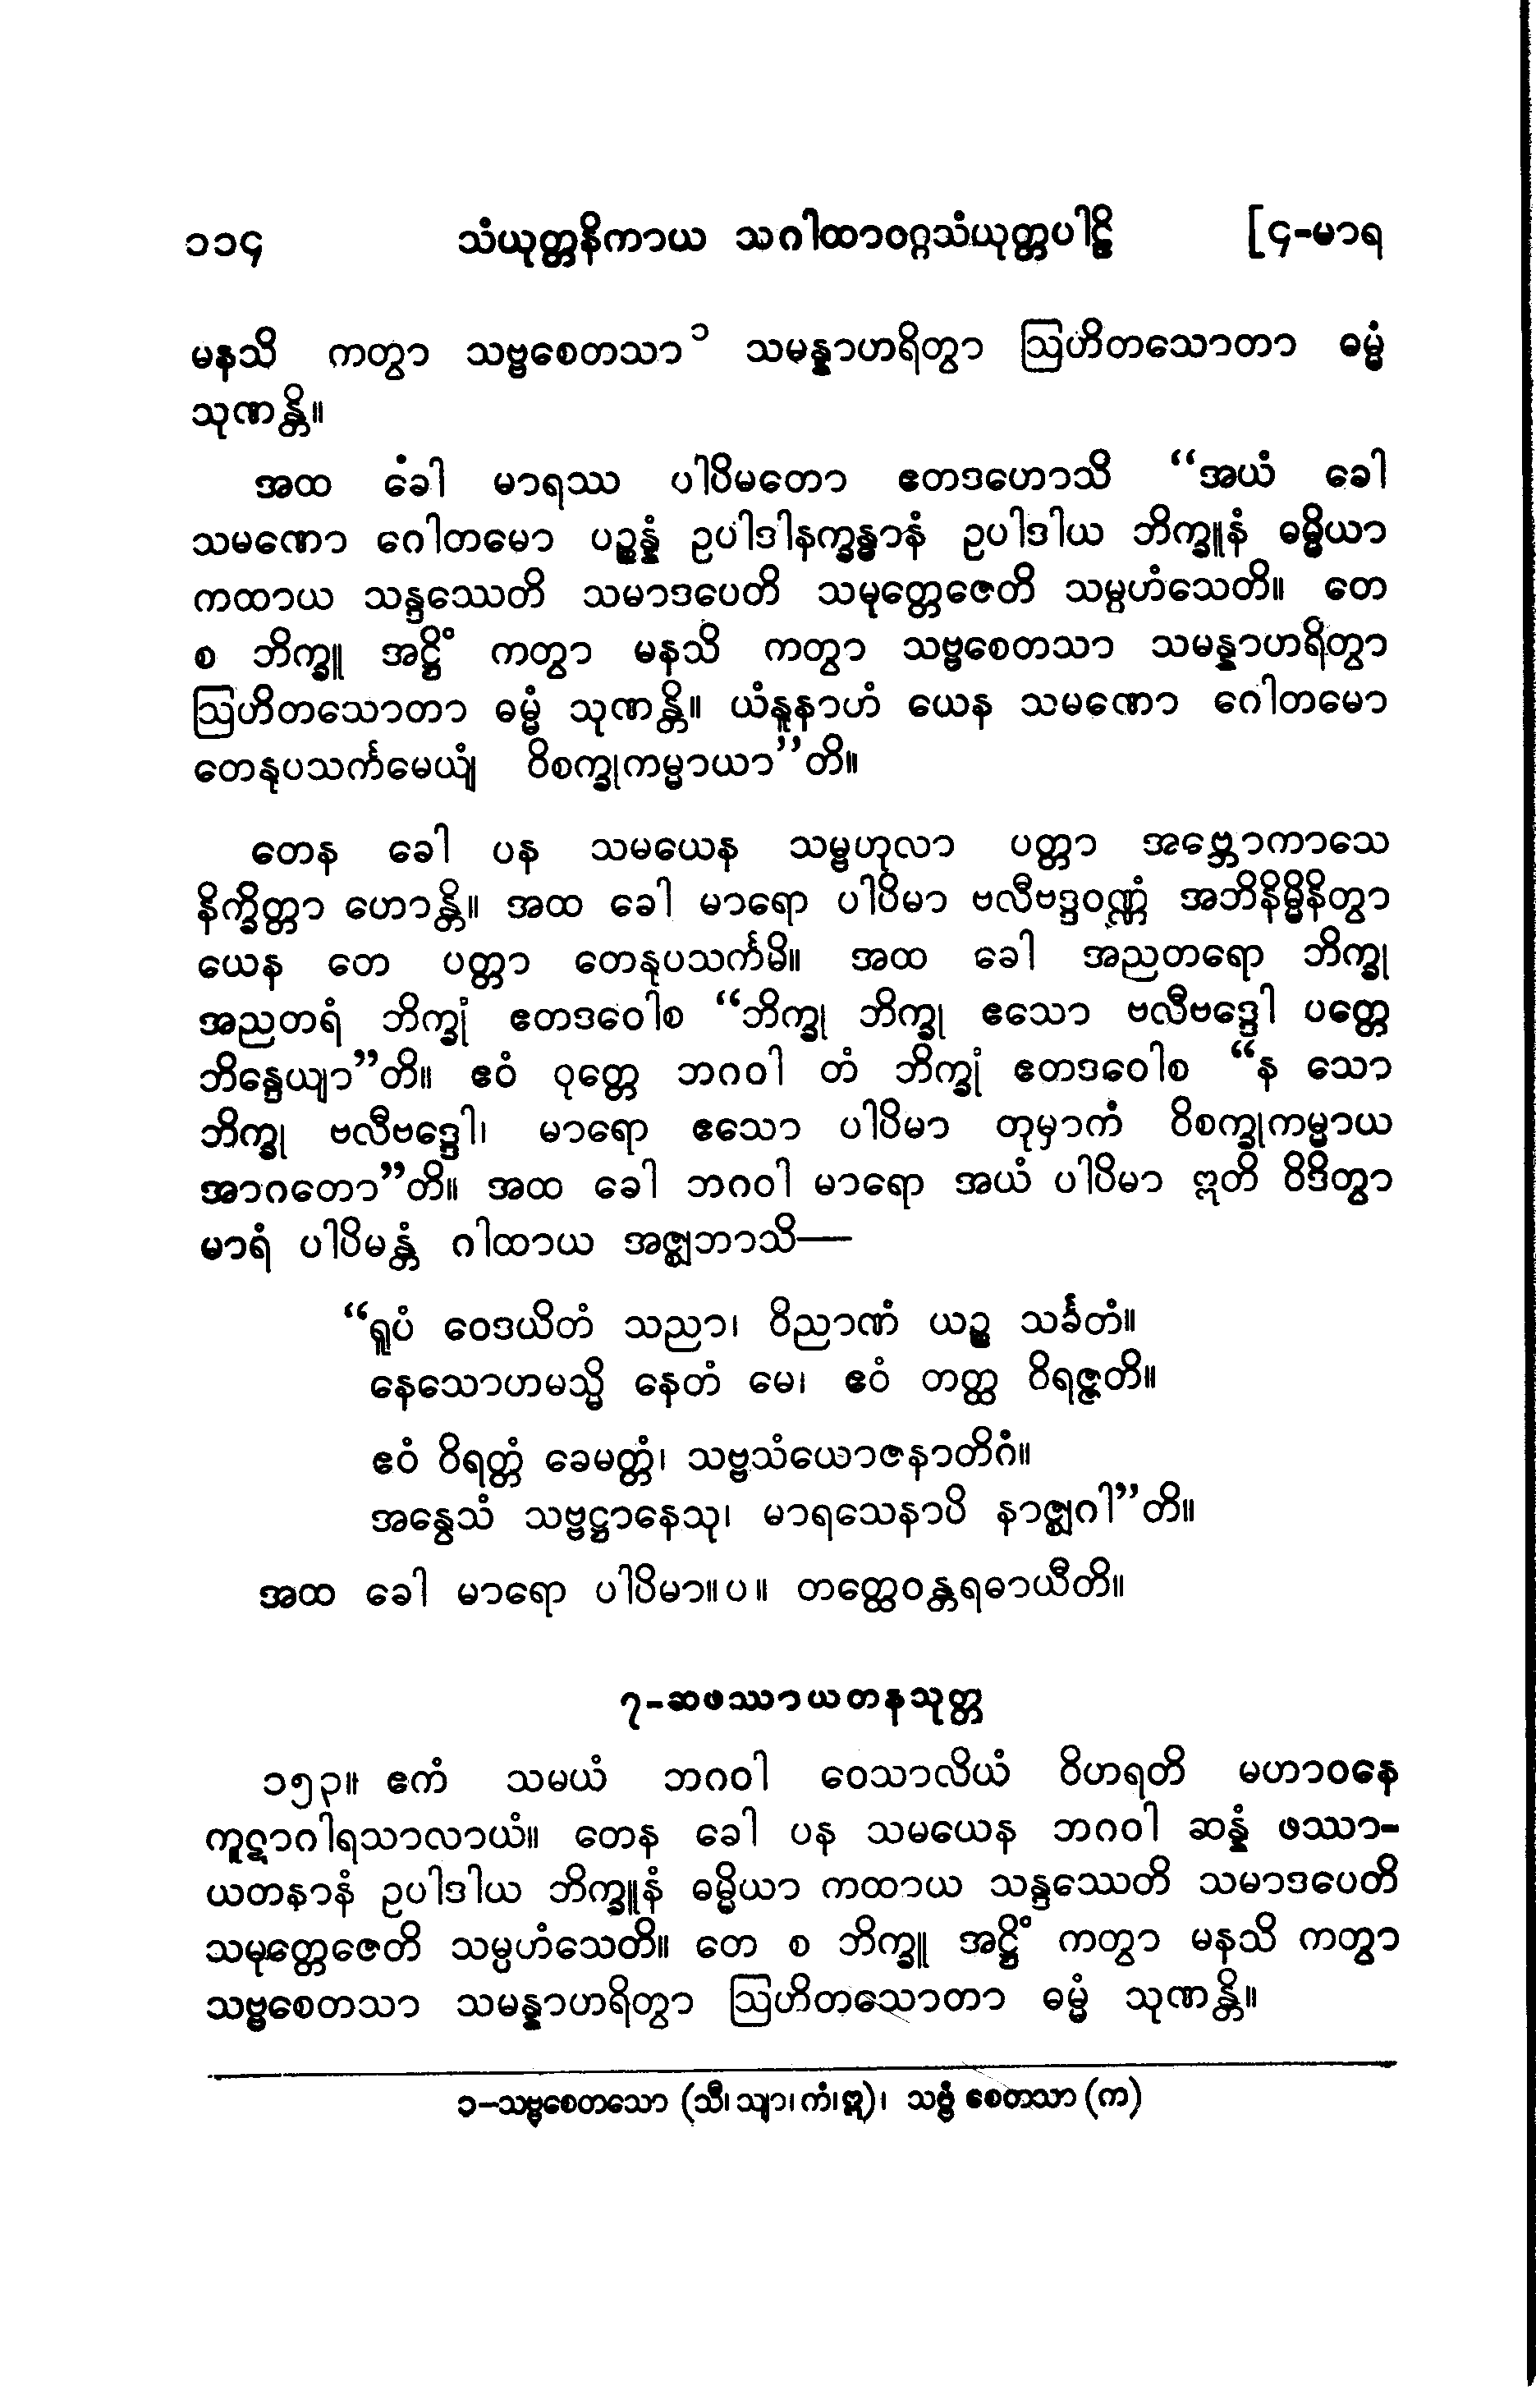 ၁၁၄ သံယုတ္တနိကာယ သဂါထာဝဂ္ဂသံယုတ္တပါဠိ [၄-မာရ
မနသိ ကတွာ သဗ္ဗစေတသာ၁ သမန္နာဟရိတွာ ဩဟိတသောတာ ဓမ္မံ
သုဏန္တိ။
အထ ခေါ မာရဿ ပါပိမတော ဧတဒဟောသိ “အယံ ခေါ
သမဏော ဂေါတမော ပဉ္စန္နံ ဥပါဒါနက္ခန္ဓာနံ ဥပါဒါယ ဘိက္ခူနံ ဓမ္မိယာ
ကထာယ သန္ဒဿေတိ သမာဒပေတိ သမုတ္တေဇေတိ သမ္ပဟံသေတိ။ တေ
စ ဘိက္ခူ အဋ္ဌိံ ကတွာ မနသိ ကတွာ သဗ္ဗစေတသာ သမန္နာဟရိတွာ
ဩဟိတသောတာ ဓမ္မံ သုဏန္တိ။ ယံနူနာဟံ ယေန သမဏော ဂေါတမော
တေနုပသင်္ကမေယျံ ဝိစက္ခုကမ္မာယာ”တိ။
တေန ခေါ ပန သမယေန သမ္ဗဟုလာ ပတ္တာ အဗ္ဘောကာသေ
နိက္ခိတ္တာ ဟောန္တိ။ အထ ခေါ မာရော ပါပိမာ ဗလီဗဒ္ဒဝဏ္ဏံ အဘိနိမ္မိနိတွာ
ယေန တေ ပတ္တာ တေနုပသင်္ကမိ။ အထ ခေါ အညတရော ဘိက္ခု
အညတရံ ဘိက္ခုံ ဧတဒဝေါစ “ဘိက္ခု ဘိက္ခု ဧသော ဗလီဗဒ္ဒေါ ပတ္တေ
ဘိန္ဒေယျာ”တိ။ ဧဝံ ဝုတ္တေ ဘဂဝါ တံ ဘိက္ခုံ ဧတဒဝေါစ “န သော
ဘိက္ခု ဗလီဗဒ္ဒေါ၊ မာရော ဧသော ပါပိမာ တုမှာကံ ဝိစက္ခုကမ္မာယ
အာဂတော”တိ။ အထ ခေါ ဘဂဝါ မာရော အယံ ပါပိမာ ဣတိ ဝိဒိတွာ
မာရံ ပါပိမန္တံ ဂါထာယ အဇ္ဈဘာသိ—
“ရူပံ ဝေဒယိတံ သညာ၊ ဝိညာဏံ ယဉ္စ သင်္ခတံ။
နေသောဟမသ္မိ နေတံ မေ၊ ဧဝံ တတ္ထ ဝိရဇ္ဇတိ။
ဧဝံ ဝိရတ္တံ ခေမတ္တံ၊ သဗ္ဗသံယောဇနာတိဂံ။
အန္ဝေသံ သဗ္ဗဋ္ဌာနေသု၊ မာရသေနာပိ နာဇ္ဈဂါ”တိ။
အထ ခေါ မာရော ပါပိမာ။ပ။ တတ္ထေဝန္တရဓာယီတိ။
၇-ဆဖဿာယတနသုတ္တ
၁၅၃။ ဧကံ သမယံ ဘဂဝါ ဝေသာလိယံ ဝိဟရတိ မဟာဝနေ
ကူဋာဂါရသာလာယံ။ တေန ခေါ ပန သမယေန ဘဂဝါ ဆန္နံ ဖဿာ-
ယတနာနံ ဥပါဒါယ ဘိက္ခူနံ ဓမ္မိယာ ကထာယ သန္ဒဿေတိ သမာဒပေတိ
သမုတ္တေဇေတိ သမ္ပဟံသေတိ။ တေ စ ဘိက္ခူ အဋ္ဌိံ ကတွာ မနသိ ကတွာ
သဗ္ဗစေတသာ သမန္နာဟရိတွာ ဩဟိတသောတာ ဓမ္မံ သုဏန္တိ။
၁-သဗ္ဗစေတသော (သီ၊ သျာ၊ ကံ၊ ဣ)၊ သဗ္ဗံ စေတသာ (က)